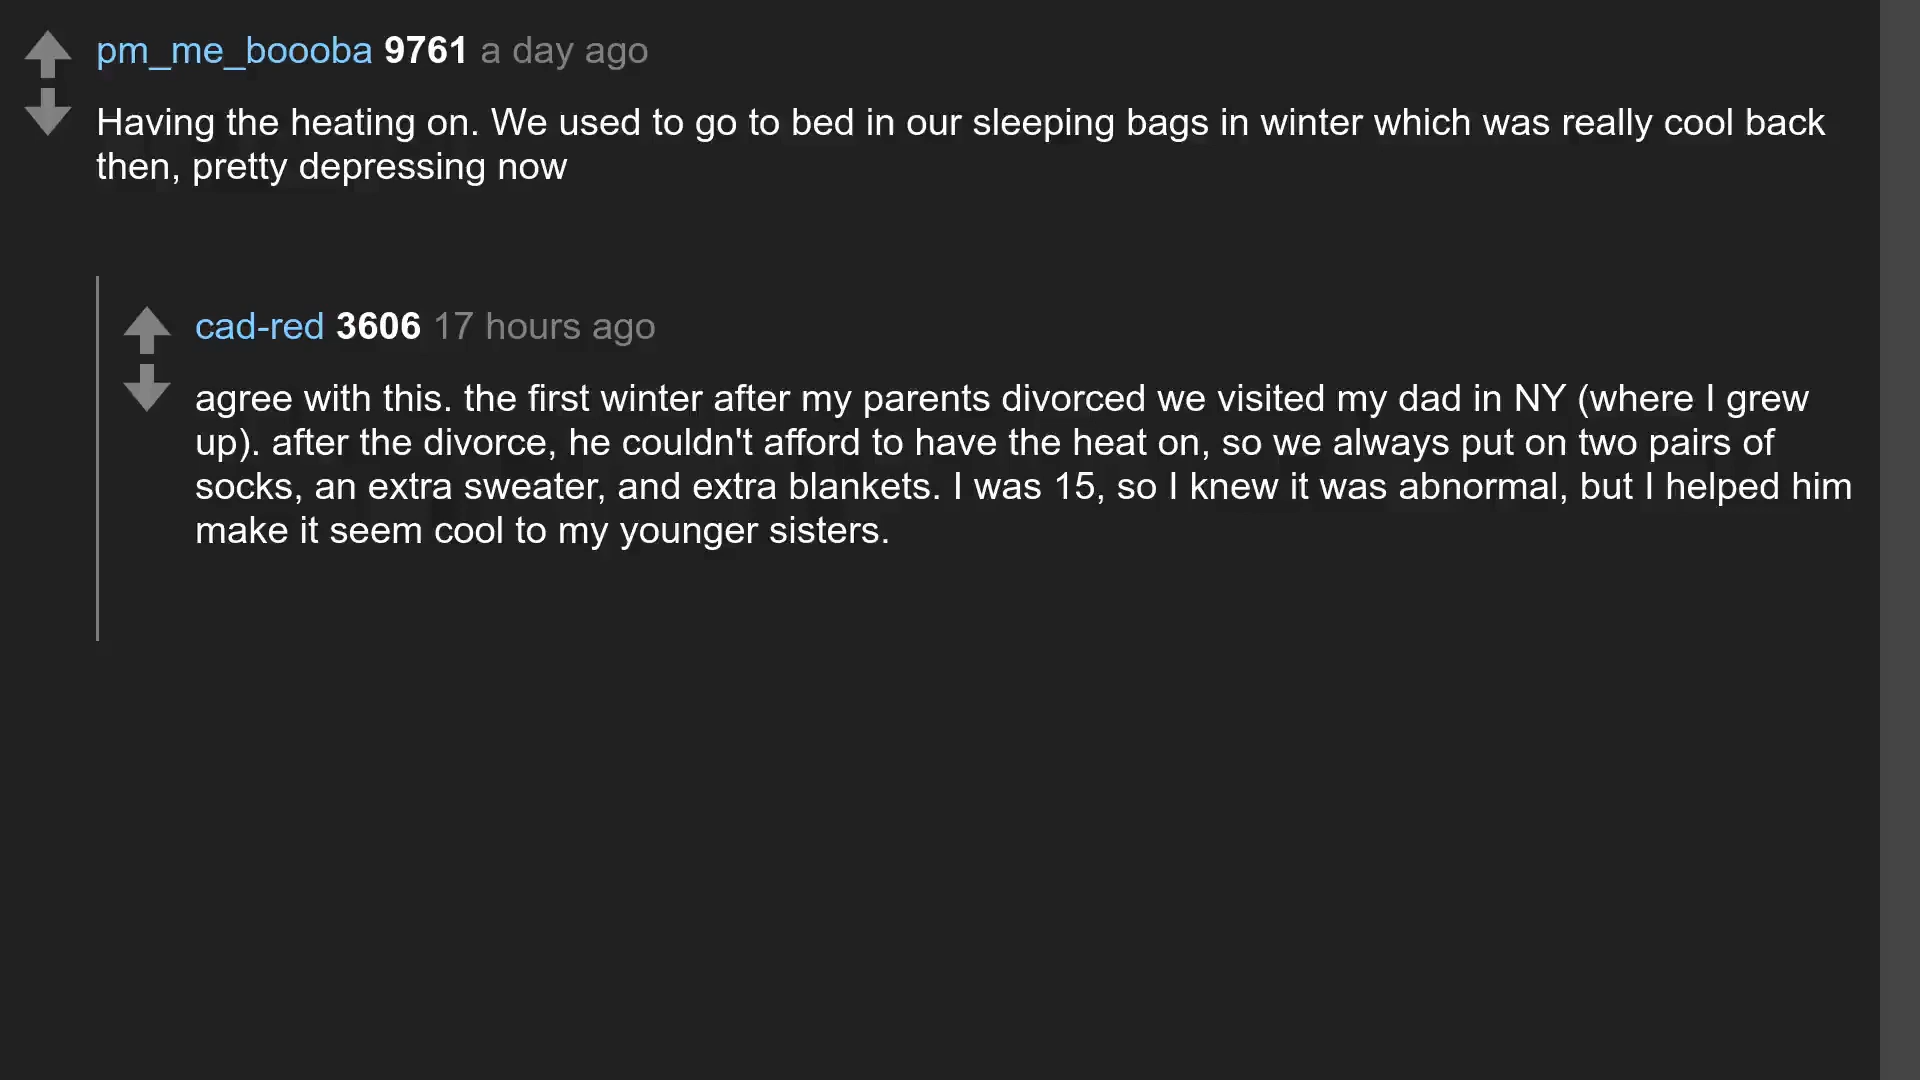 pm_me_boooba 9761 a day ago
Having the heating on. We used to go to bed in our sleeping bags in winter which was really cool back
then, pretty depressing now
cad-red 3606 17 hours ago
agree with this. the first winter after my parents divorced we visited my dad in NY (where I grew
up). after the divorce, he couldn't afford to have the heat on, so we always put on two pairs of
socks, an extra sweater, and extra blankets. I was 15, so I knew it was abnormal, but I helped him
make it seem cool to my younger sisters.